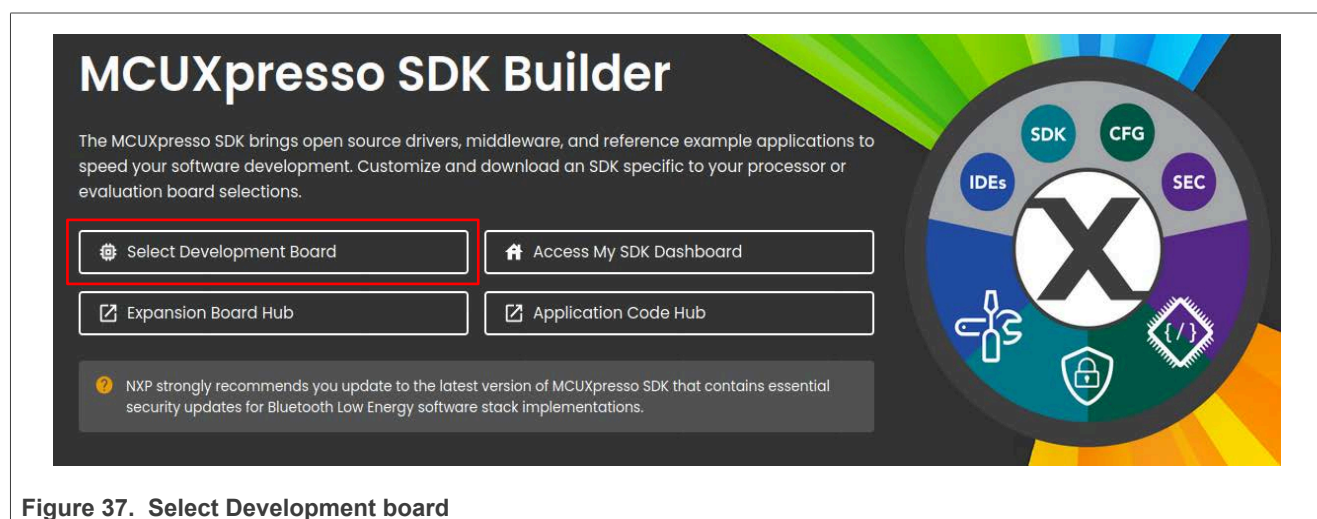 MCUXpresso SDK Builder
The MCUXpresso SDK brings open source drivers, middleware, and reference example applications to
speed your software development. Customize and download an SDK specific to your processor or
evaluation board selections.
Select Development Board
Access My SDK Dashboard
Expansion Board Hub
Application Code Hub
? NXP strongly recommends you update to the latest version of MCUXpresso SDK that contains essential
security updates for Bluetooth Low Energy software stack implementations.
IDEs
SDK
CFG
SEC
X
{/}
Figure 37. Select Development board